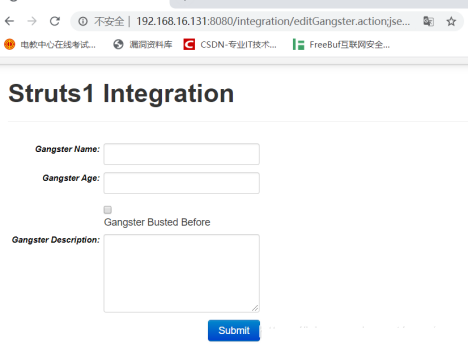 不安全 | 192.168.16.131:8080/integration/editGangster.action;jse...
电教中心在线考试... 漏洞资料库 CSDN-专业IT技术... FreeBuf互联网安全...
Struts1 Integration
Gangster Name:
Gangster Age:
Gangster Busted Before
Gangster Description:
Submit